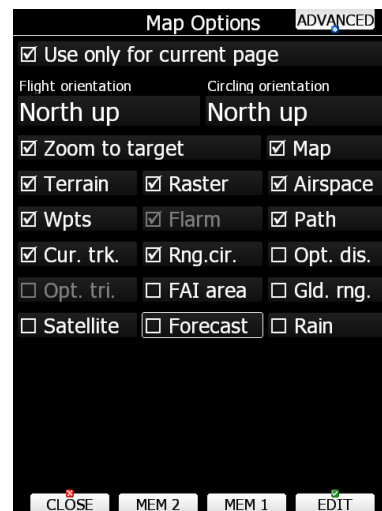 Map Options ADVANCED
Use only for current page
Flight orientation Circling orientation
North up North up
Zoom to target Map
Terrain Raster Airspace
Wpts Flarm Path
Cur. trk. Rng.cir. Opt. dis.
Opt. tri. FAI area Gld. rng.
Satellite Forecast Rain
CLOSE MEM 2 MEM 1 EDIT